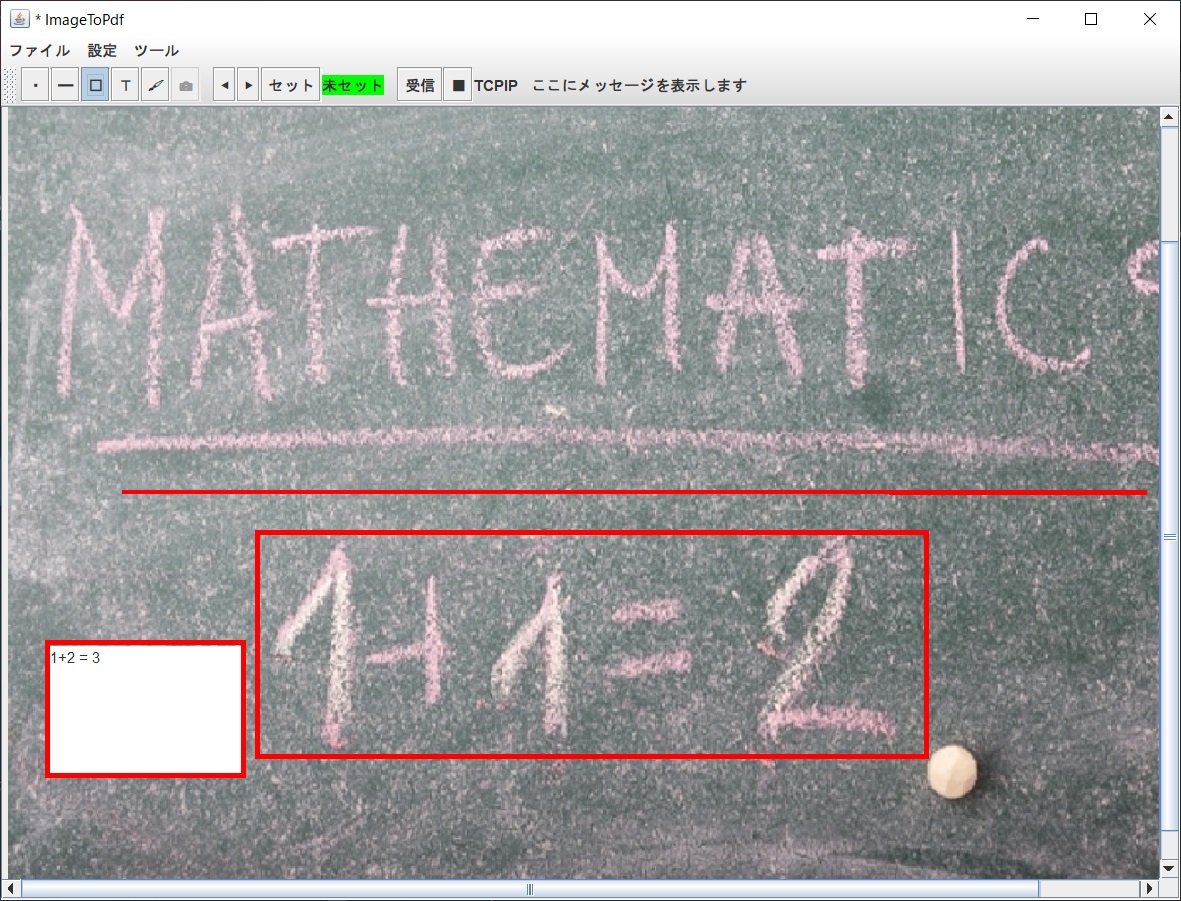 * ImageToPdf
ファイル 設定 ツール
T セット 未セット 受信 TCPIP ここにメッセージを表示します
MATHEMATICS
1+1=2
1+2 = 3